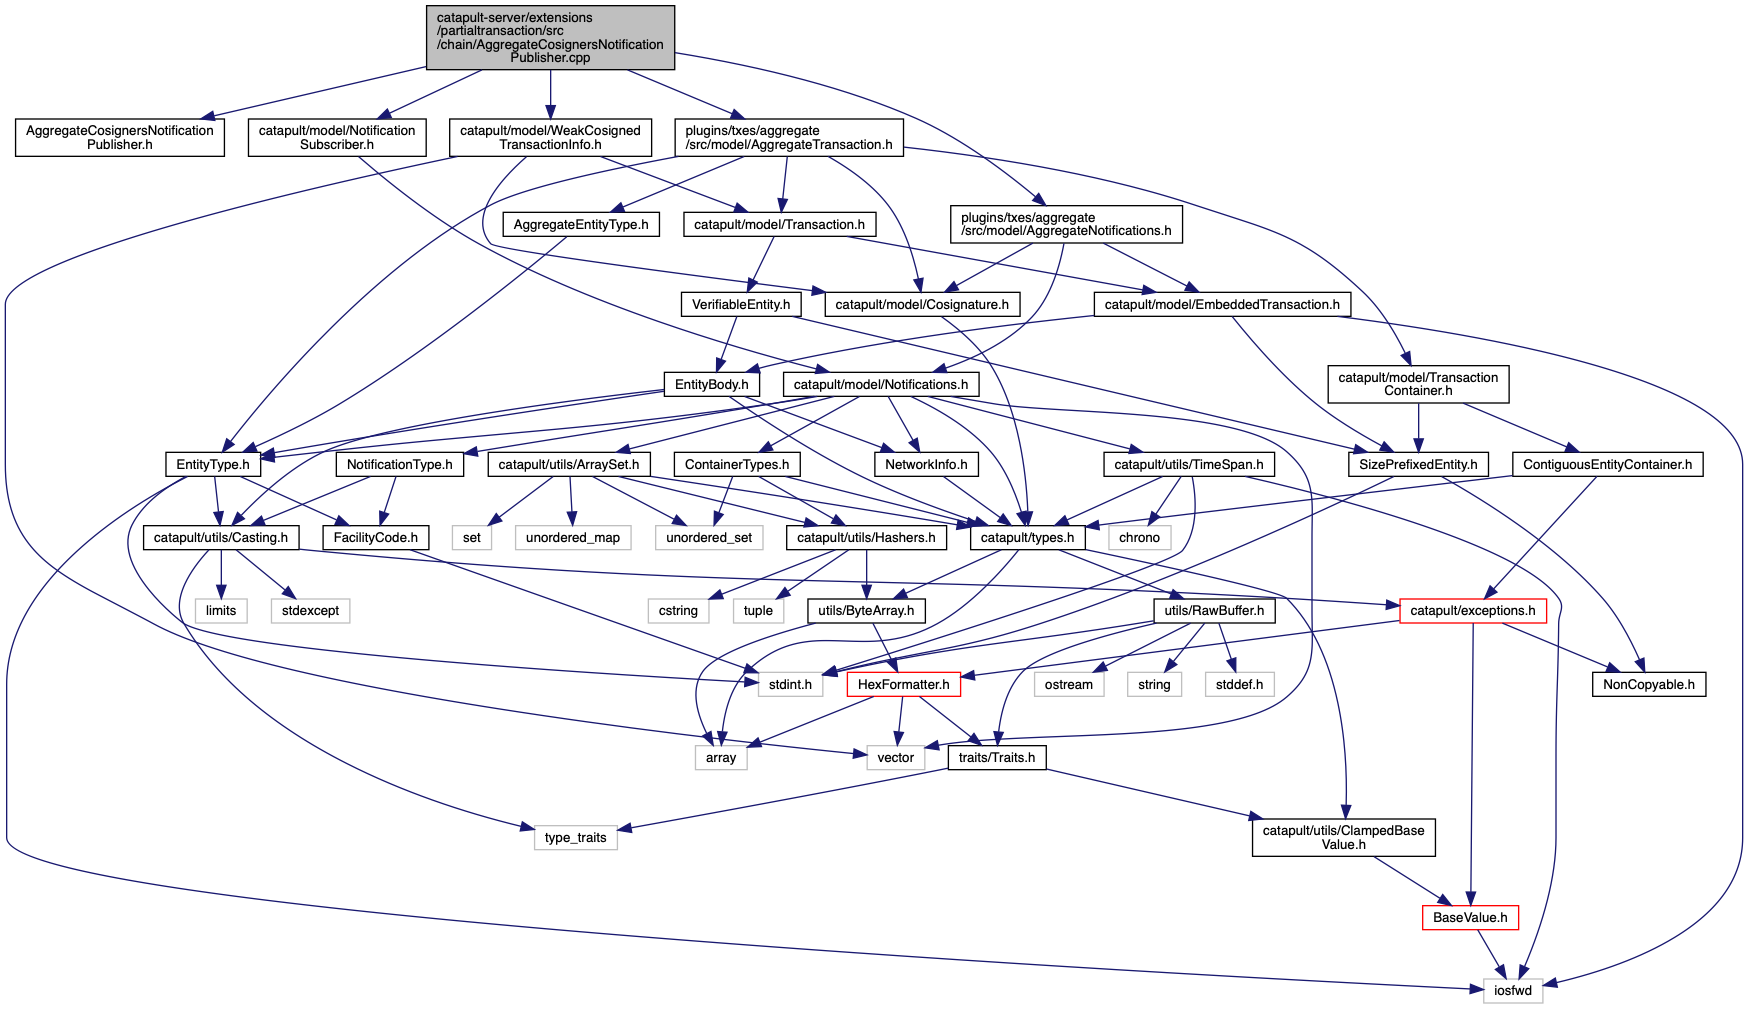 catapult-server/extensions
/partialtransaction/src
/chain/AggregateCosignersNotification
Publisher.cpp
AggregateCosignersNotification
Publisher.h
catapult/model/Notification
Subscriber.h
catapult/model/WeakCosigned
TransactionInfo.h
plugins/txes/aggregate
/src/model/AggregateTransaction.h
AggregateEntityType.h
catapult/model/Transaction.h
plugins/txes/aggregate
/src/model/AggregateNotifications.h
VerifiableEntity.h
catapult/model/Cosignature.h
catapult/model/EmbeddedTransaction.h
EntityBody.h
catapult/model/Notifications.h
catapult/model/Transaction
Container.h
EntityType.h
NotificationType.h
catapult/utils/ArraySet.h
ContainerTypes.h
NetworkInfo.h
catapult/utils/TimeSpan.h
SizePrefixedEntity.h
ContiguousEntityContainer.h
catapult/utils/Casting.h
FacilityCode.h
set
unordered_map
unordered_set
catapult/utils/Hashers.h
catapult/types.h
chrono
limits
stdexcept
cstring
tuple
utils/ByteArray.h
utils/RawBuffer.h
catapult/exceptions.h
stdint.h
HexFormatter.h
ostream
string
stddef.h
NonCopyable.h
array
vector
traits/Traits.h
type_traits
catapult/utils/ClampedBase
Value.h
BaseValue.h
iosfwd